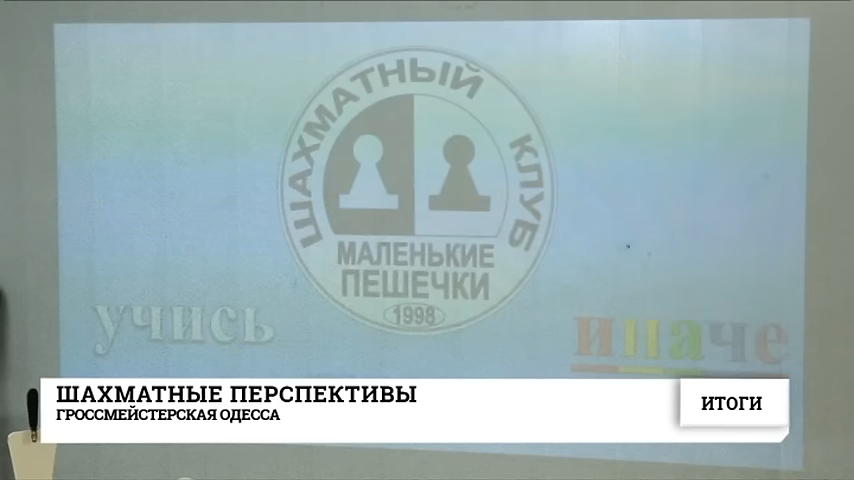 ШАХМАТНЫЙ КЛУБ
МАЛЕНЬКИЕ
ПЕШЕЧКИ
1998
учись иначе
ШАХМАТНЫЕ ПЕРСПЕКТИВЫ
ГРОССМЕЙСТЕРСКАЯ ОДЕССА
ИТОГИ